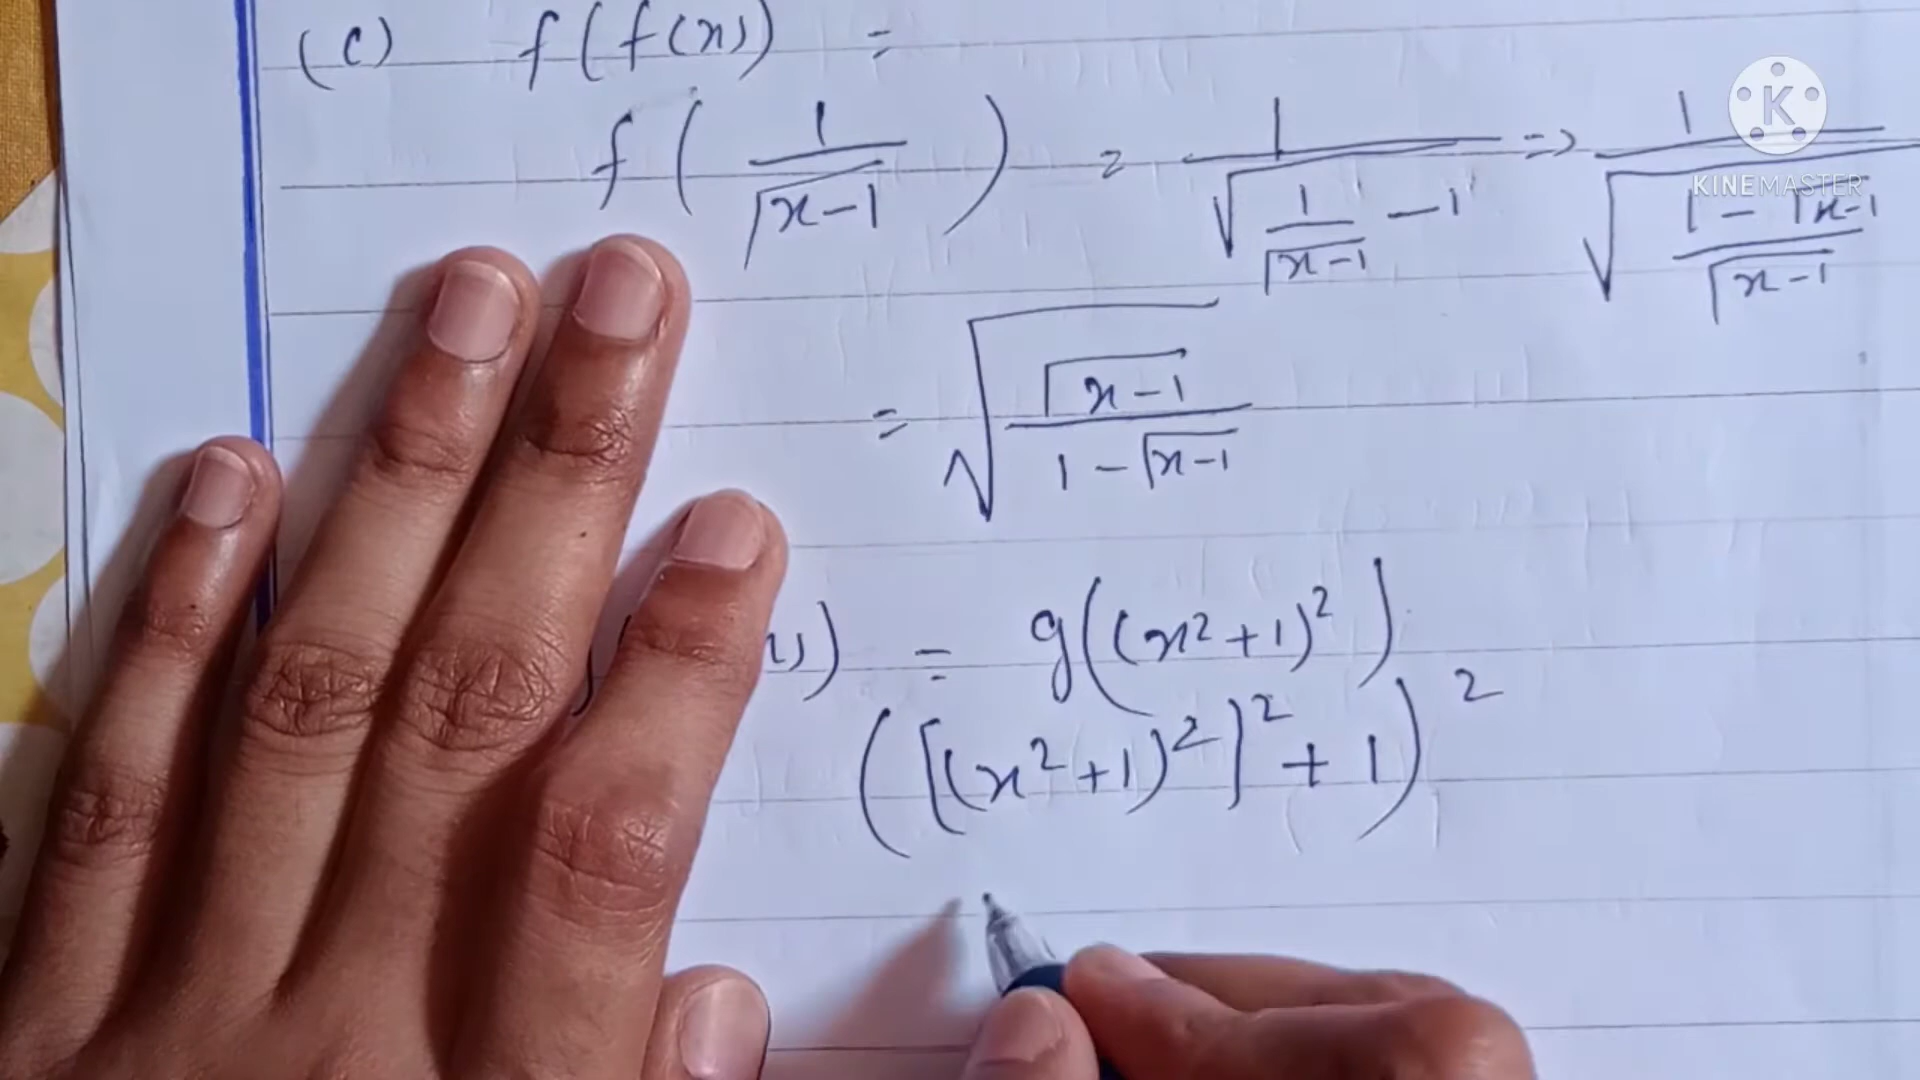 (c) f(f(x)) =
f(1/√(x-1)) = 1/√(1/√(x-1) - 1) => 1/√((1-√(x-1))/√(x-1))
= √(√(x-1)/(1-√(x-1)))
x) = g((x²+1)²)
([(x²+1)²]²+1)²
K
KINEMASTER